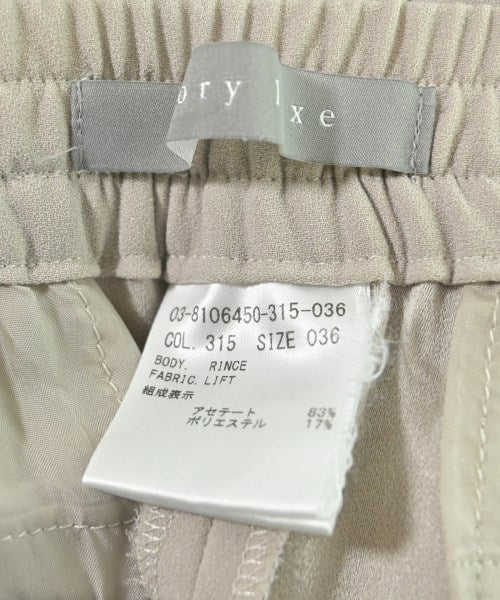 ory l xe
03-8106450-315-036
COL. 315 SIZE 036
BODY. RINCE
FABRIC. LIFT
組成表示
アセテート 83%
ポリエステル 17%